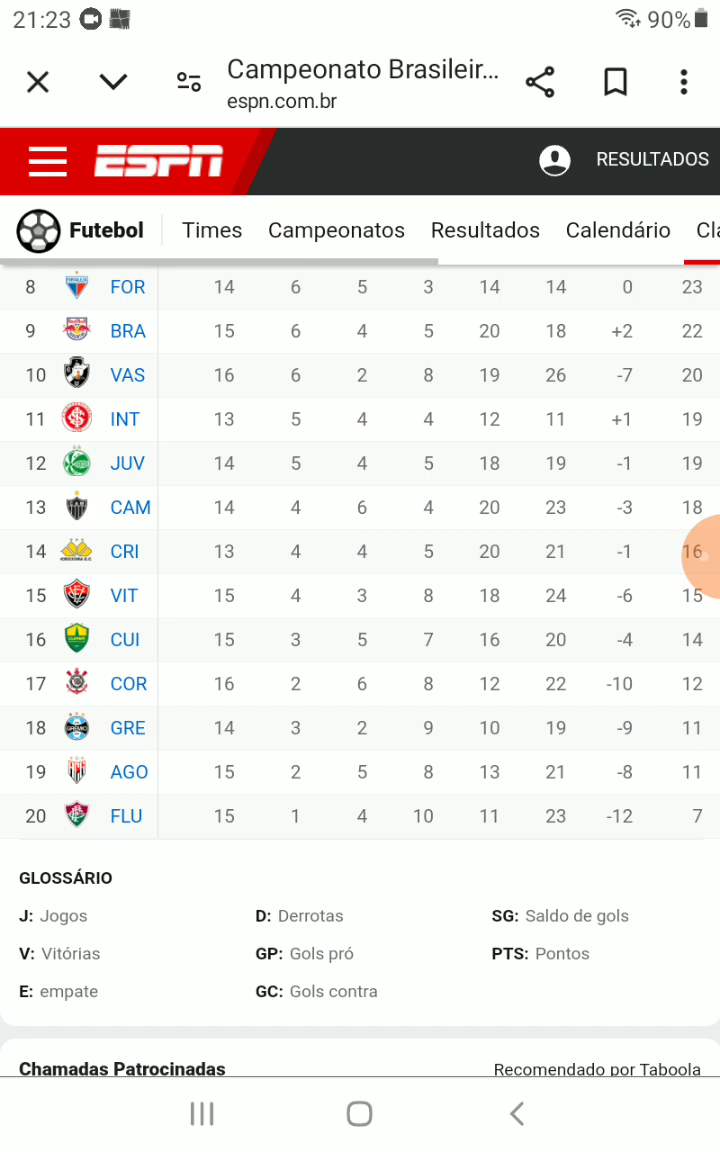 21:23 90%
Campeonato Brasileir...
espn.com.br
ESPN RESULTADOS
Futebol Times Campeonatos Resultados Calendário Cla
8 FOR 14 6 5 3 14 14 0 23
9 BRA 15 6 4 5 20 18 +2 22
10 VAS 16 6 2 8 19 26 -7 20
11 INT 13 5 4 4 12 11 +1 19
12 JUV 14 5 4 5 18 19 -1 19
13 CAM 14 4 6 4 20 23 -3 18
14 CRI 13 4 4 5 20 21 -1 16
15 VIT 15 4 3 8 18 24 -6 15
16 CUI 15 3 5 7 16 20 -4 14
17 COR 16 2 6 8 12 22 -10 12
18 GRE 14 3 2 9 10 19 -9 11
19 AGO 15 2 5 8 13 21 -8 11
20 FLU 15 1 4 10 11 23 -12 7
GLOSSÁRIO
J: Jogos D: Derrotas SG: Saldo de gols
V: Vitórias GP: Gols pró PTS: Pontos
E: empate GC: Gols contra
Chamadas Patrocinadas Recomendado por Taboola